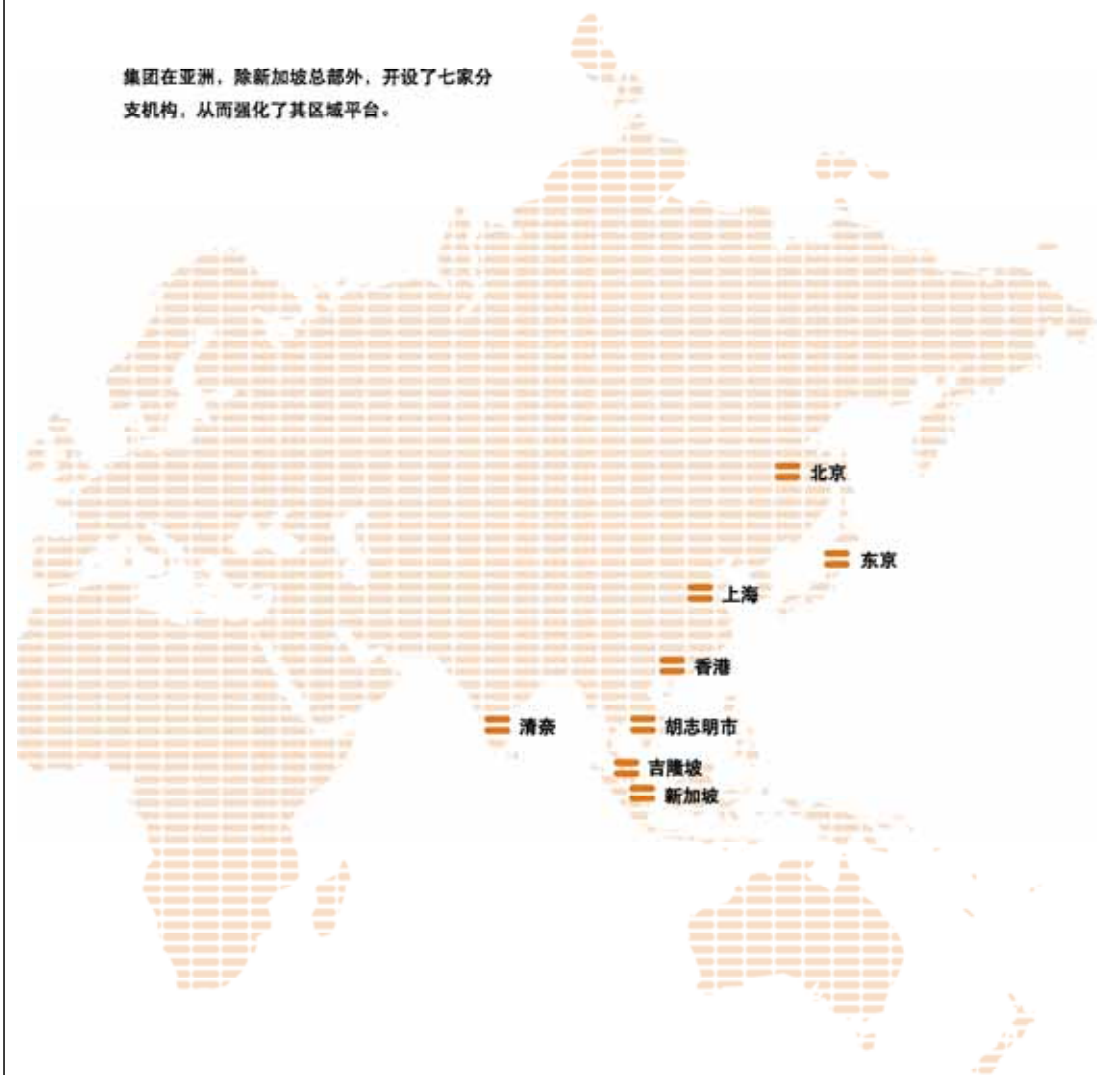 集团在亚洲，除新加坡总部外，开设了七家分
支机构，从而强化了其区域平台。
北京
东京
上海
香港
清奈
胡志明市
吉隆坡
新加坡